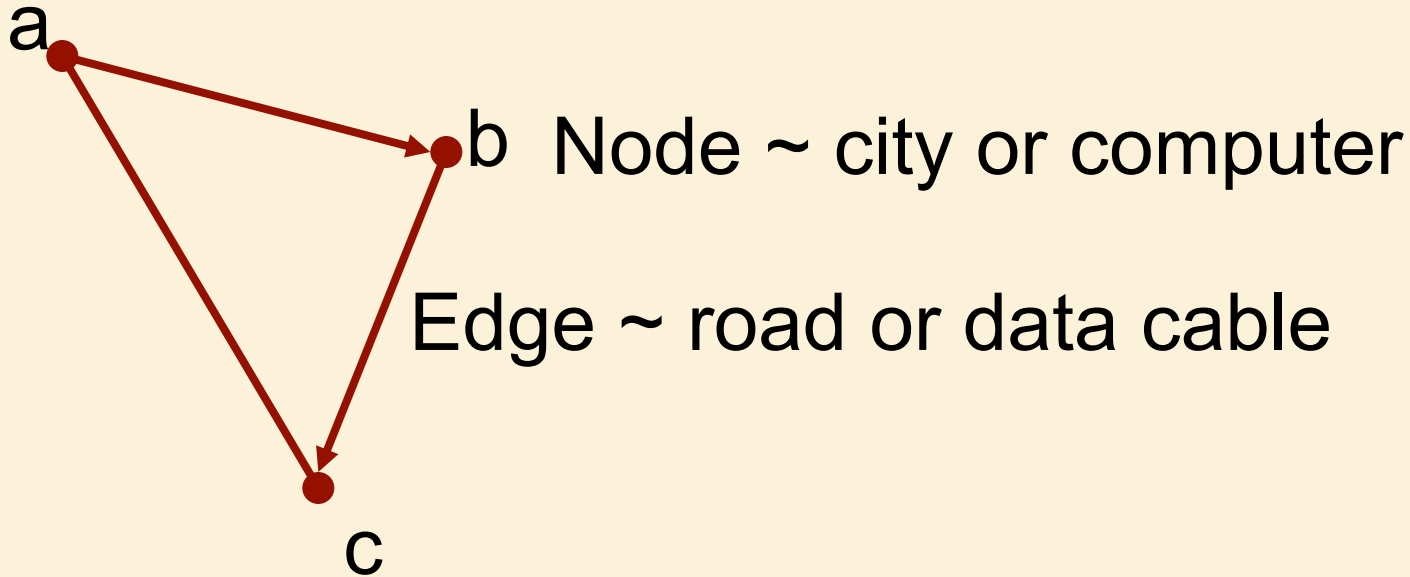 a
b Node ~ city or computer
Edge ~ road or data cable
c